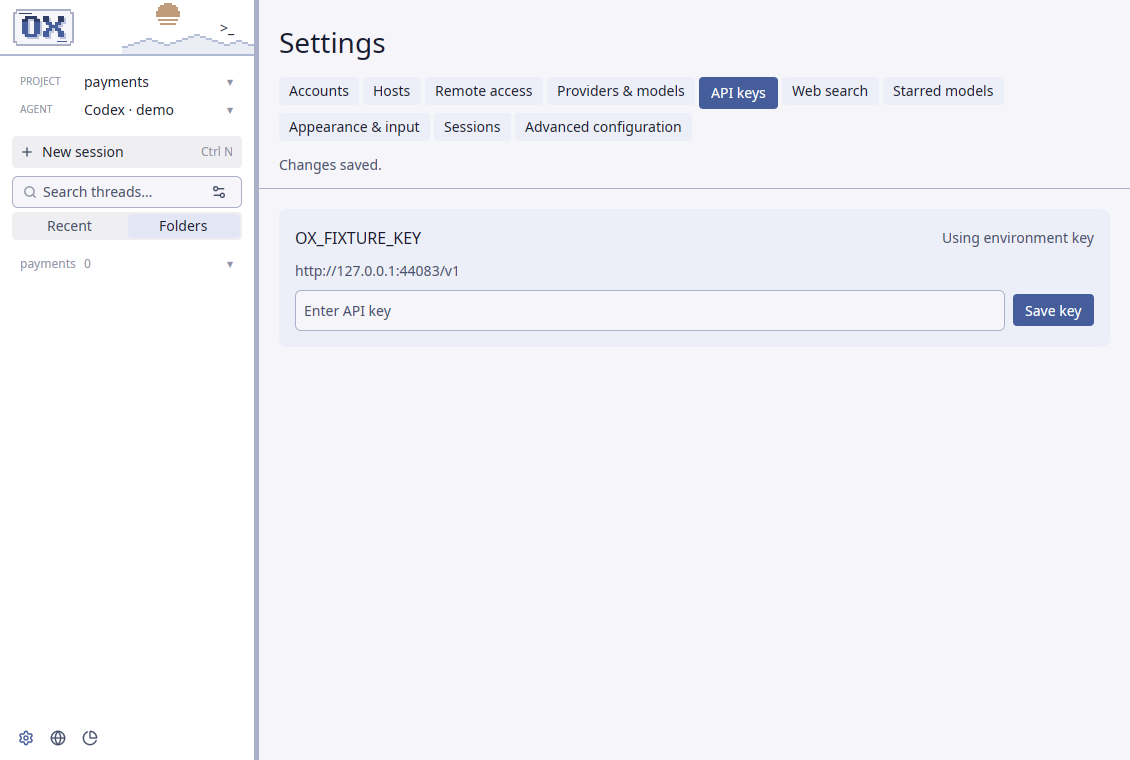 OX
>_
PROJECT payments
AGENT Codex · demo
New session Ctrl N
Search threads...
Recent Folders
payments 0
Settings
Accounts Hosts Remote access Providers & models API keys Web search Starred models
Appearance & input Sessions Advanced configuration
Changes saved.
OX_FIXTURE_KEY Using environment key
http://127.0.0.1:44083/v1
Enter API key Save key